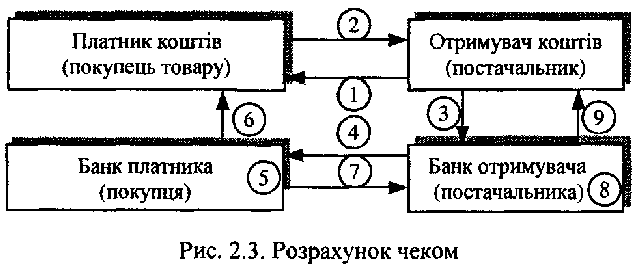 Платник коштів
(покупець товару)
2
Отримувач коштів
(постачальник)
1
6
4
3
9
Банк платника
(покупця)
5
7
Банк отримувача
(постачальника)
8
Рис. 2.3. Розрахунок чеком